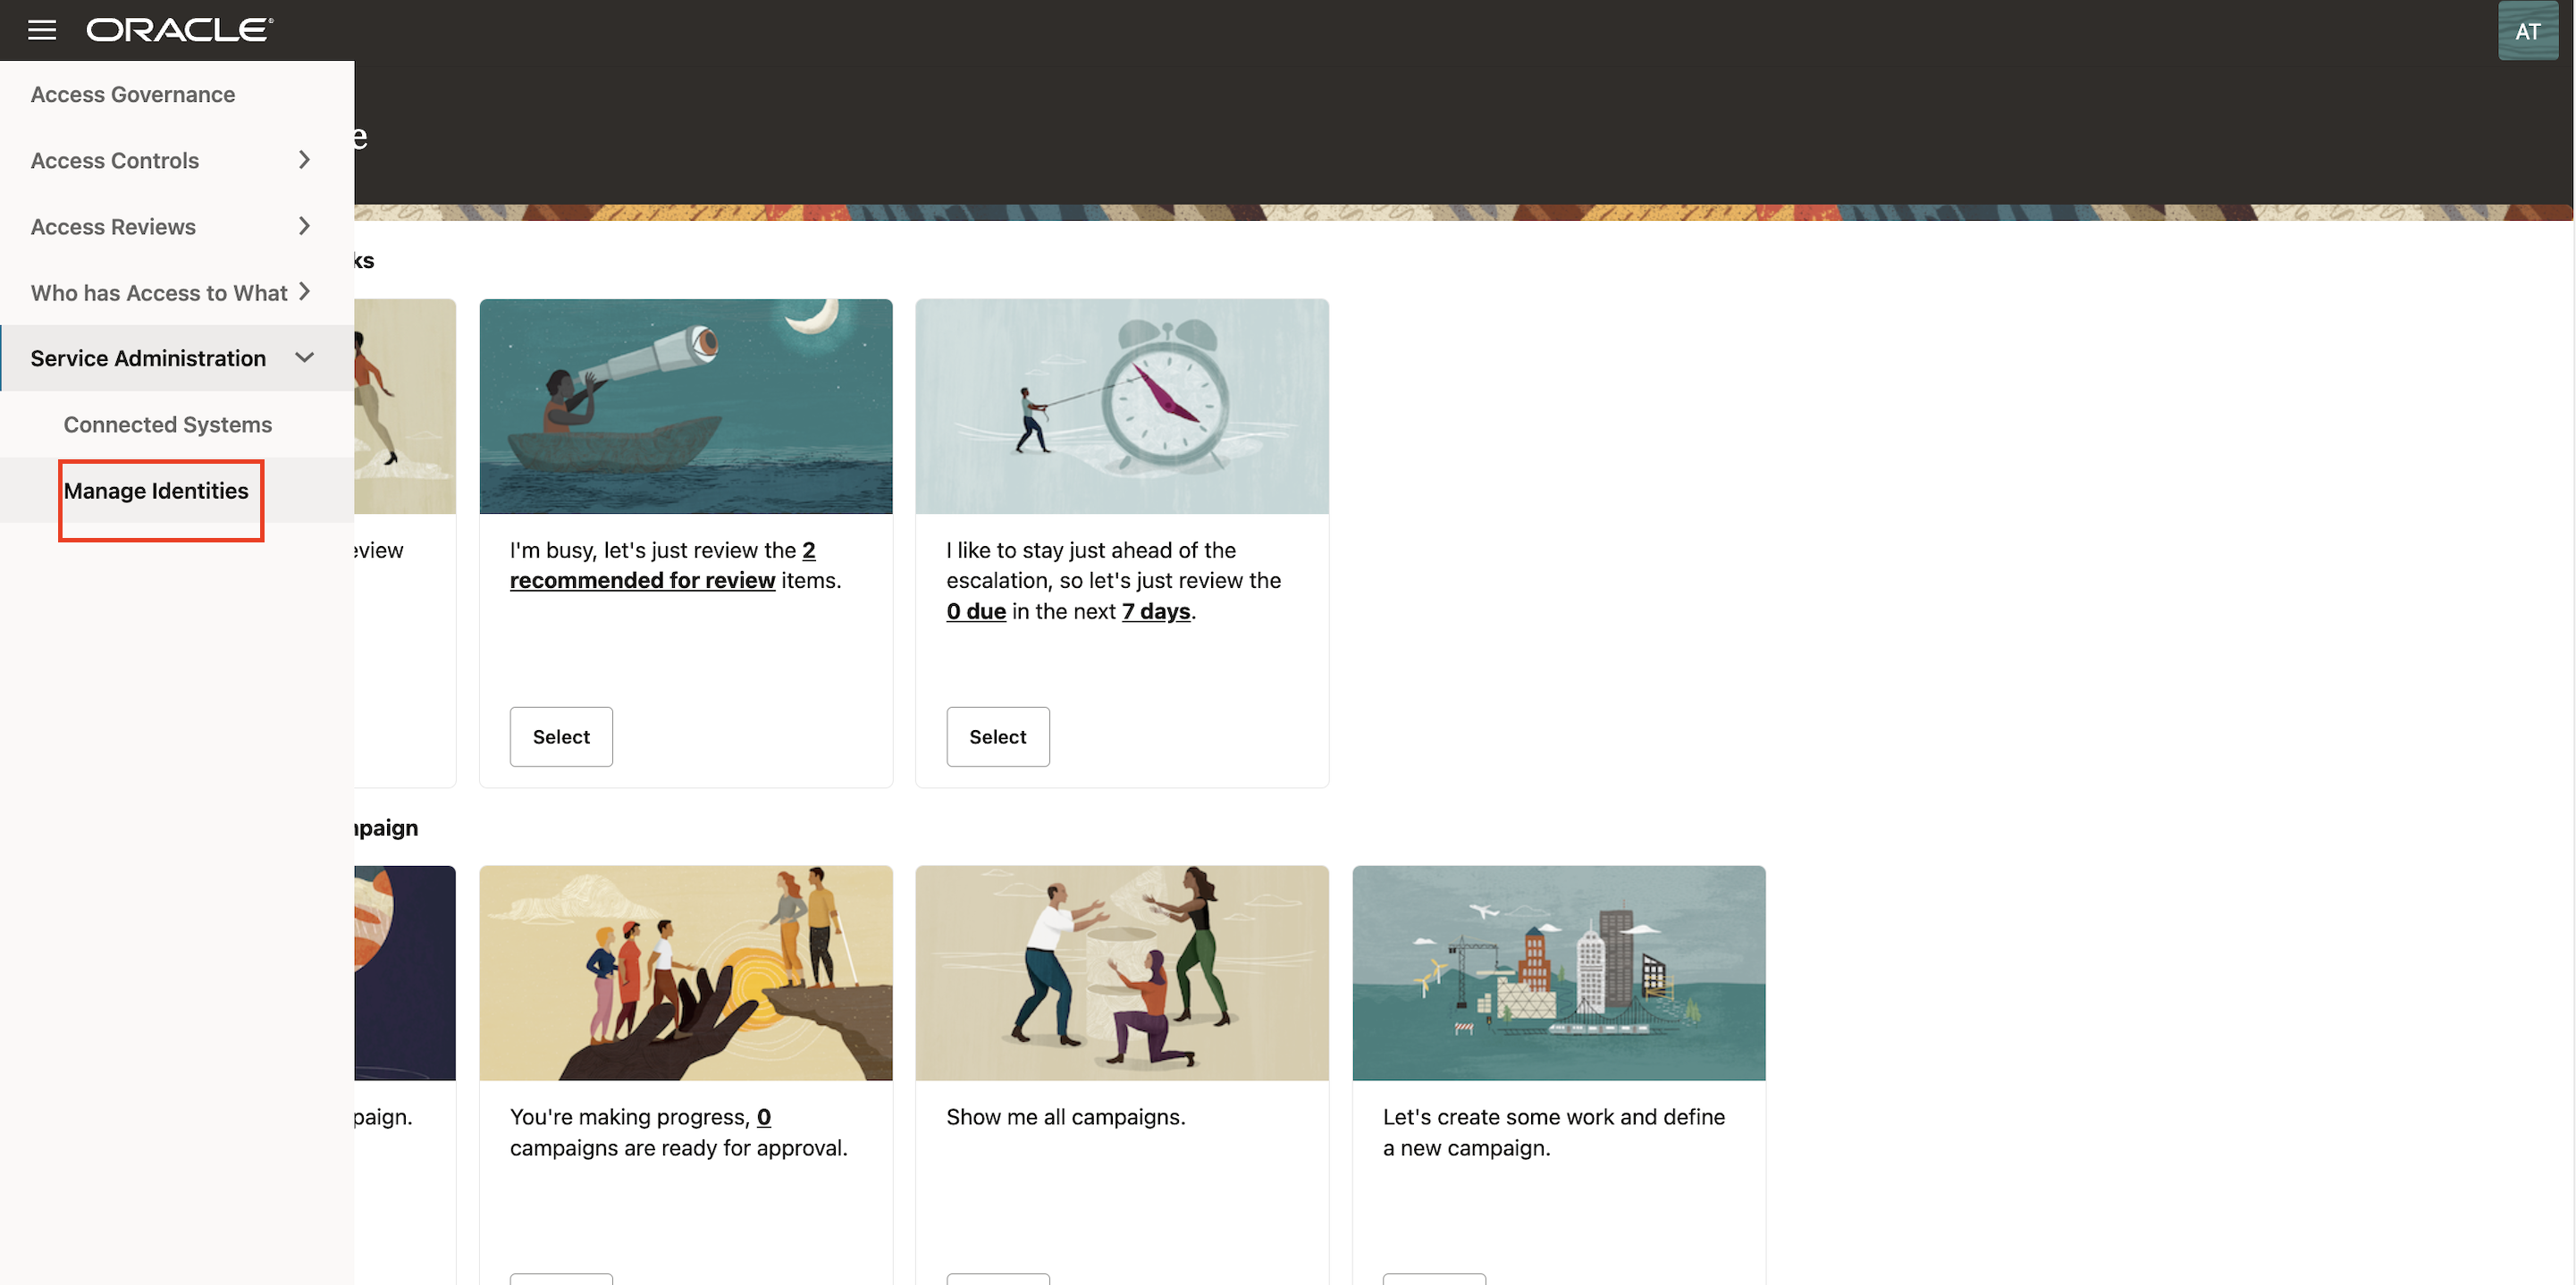 ORACLE
AT
Access Governance
Access Controls
Access Reviews
Who has Access to What
Service Administration
Connected Systems
Manage Identities
e
ks
eview
I'm busy, let's just review the 2
recommended for review items.
Select
I like to stay just ahead of the
escalation, so let's just review the
0 due in the next 7 days.
Select
paign
paign.
You're making progress, 0
campaigns are ready for approval.
Show me all campaigns.
Let's create some work and define
a new campaign.